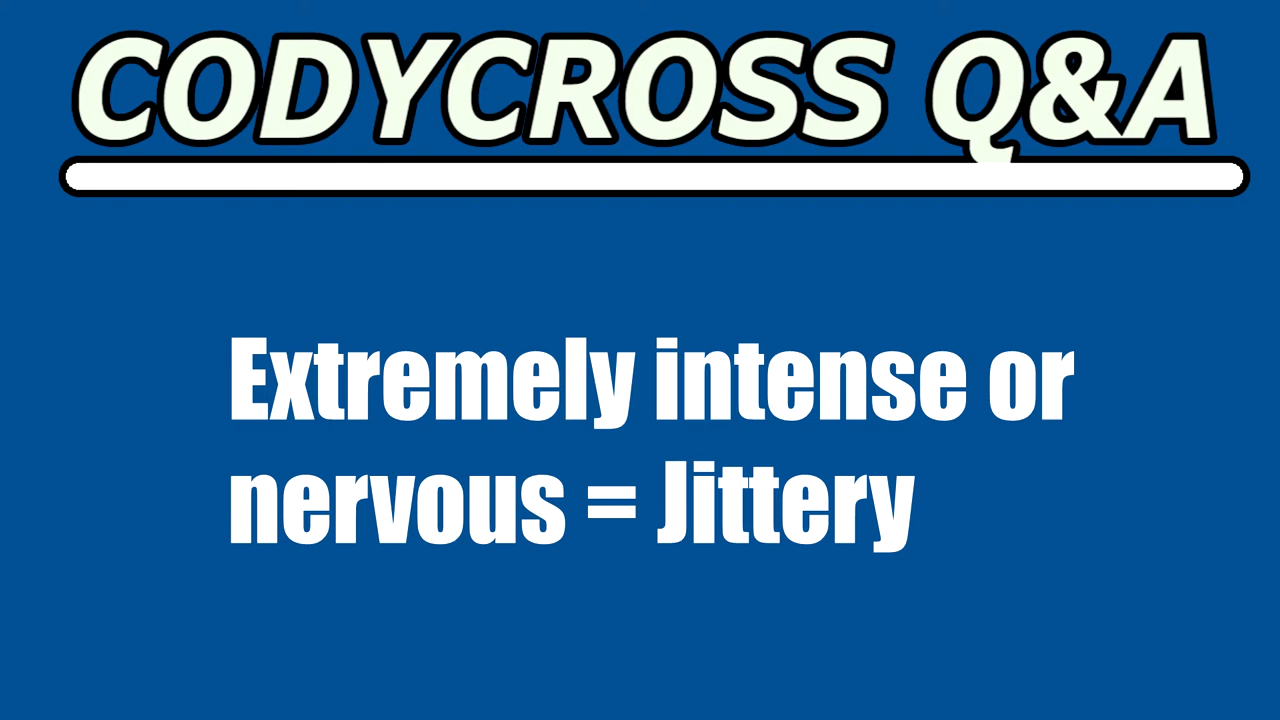 CODYCROSS Q&A
Extremely intense or
nervous = Jittery